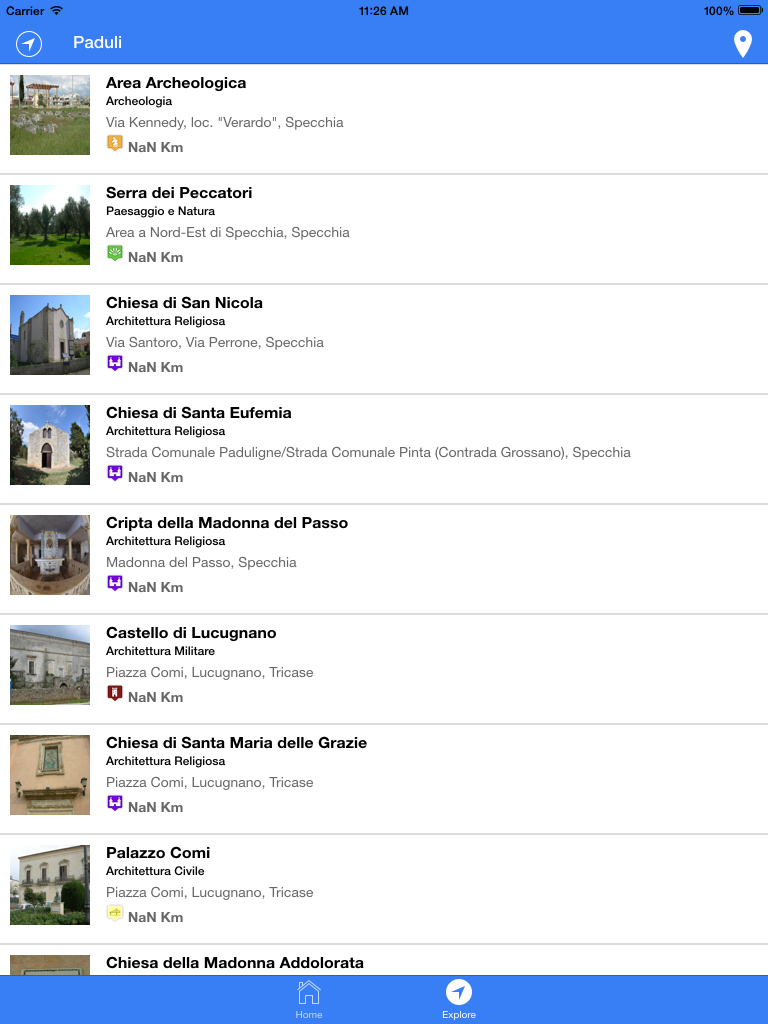 Carrier 11:26 AM 100%
Paduli
Area Archeologica
Archeologia
Via Kennedy, loc. "Verardo", Specchia
NaN Km
Serra dei Peccatori
Paesaggio e Natura
Area a Nord-Est di Specchia, Specchia
NaN Km
Chiesa di San Nicola
Architettura Religiosa
Via Santoro, Via Perrone, Specchia
NaN Km
Chiesa di Santa Eufemia
Architettura Religiosa
Strada Comunale Paduligne/Strada Comunale Pinta (Contrada Grossano), Specchia
NaN Km
Cripta della Madonna del Passo
Architettura Religiosa
Madonna del Passo, Specchia
NaN Km
Castello di Lucugnano
Architettura Militare
Piazza Comi, Lucugnano, Tricase
NaN Km
Chiesa di Santa Maria delle Grazie
Architettura Religiosa
Piazza Comi, Lucugnano, Tricase
NaN Km
Palazzo Comi
Architettura Civile
Piazza Comi, Lucugnano, Tricase
NaN Km
Chiesa della Madonna Addolorata
Home Explore